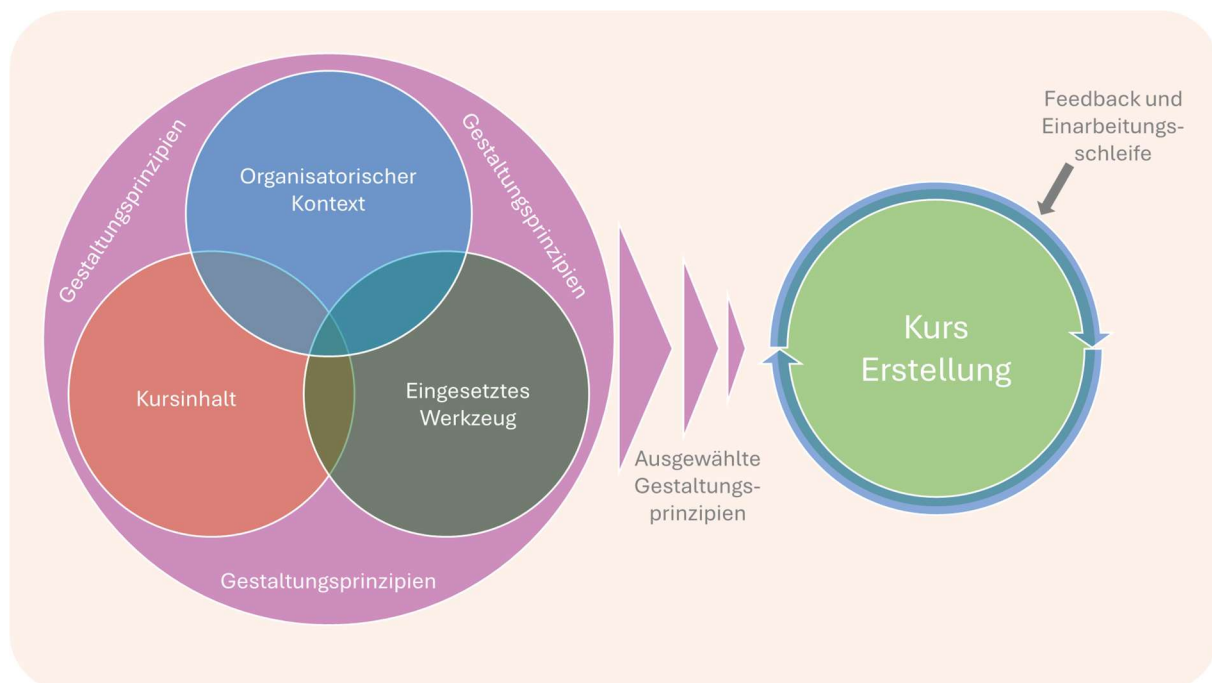 Gestaltungsprinzipien
Gestaltungsprinzipien
Organisatorischer
Kontext
Kursinhalt
Eingesetztes
Werkzeug
Gestaltungsprinzipien
Ausgewählte
Gestaltungs-
prinzipien
Feedback und
Einarbeitungs-
schleife
Kurs
Erstellung